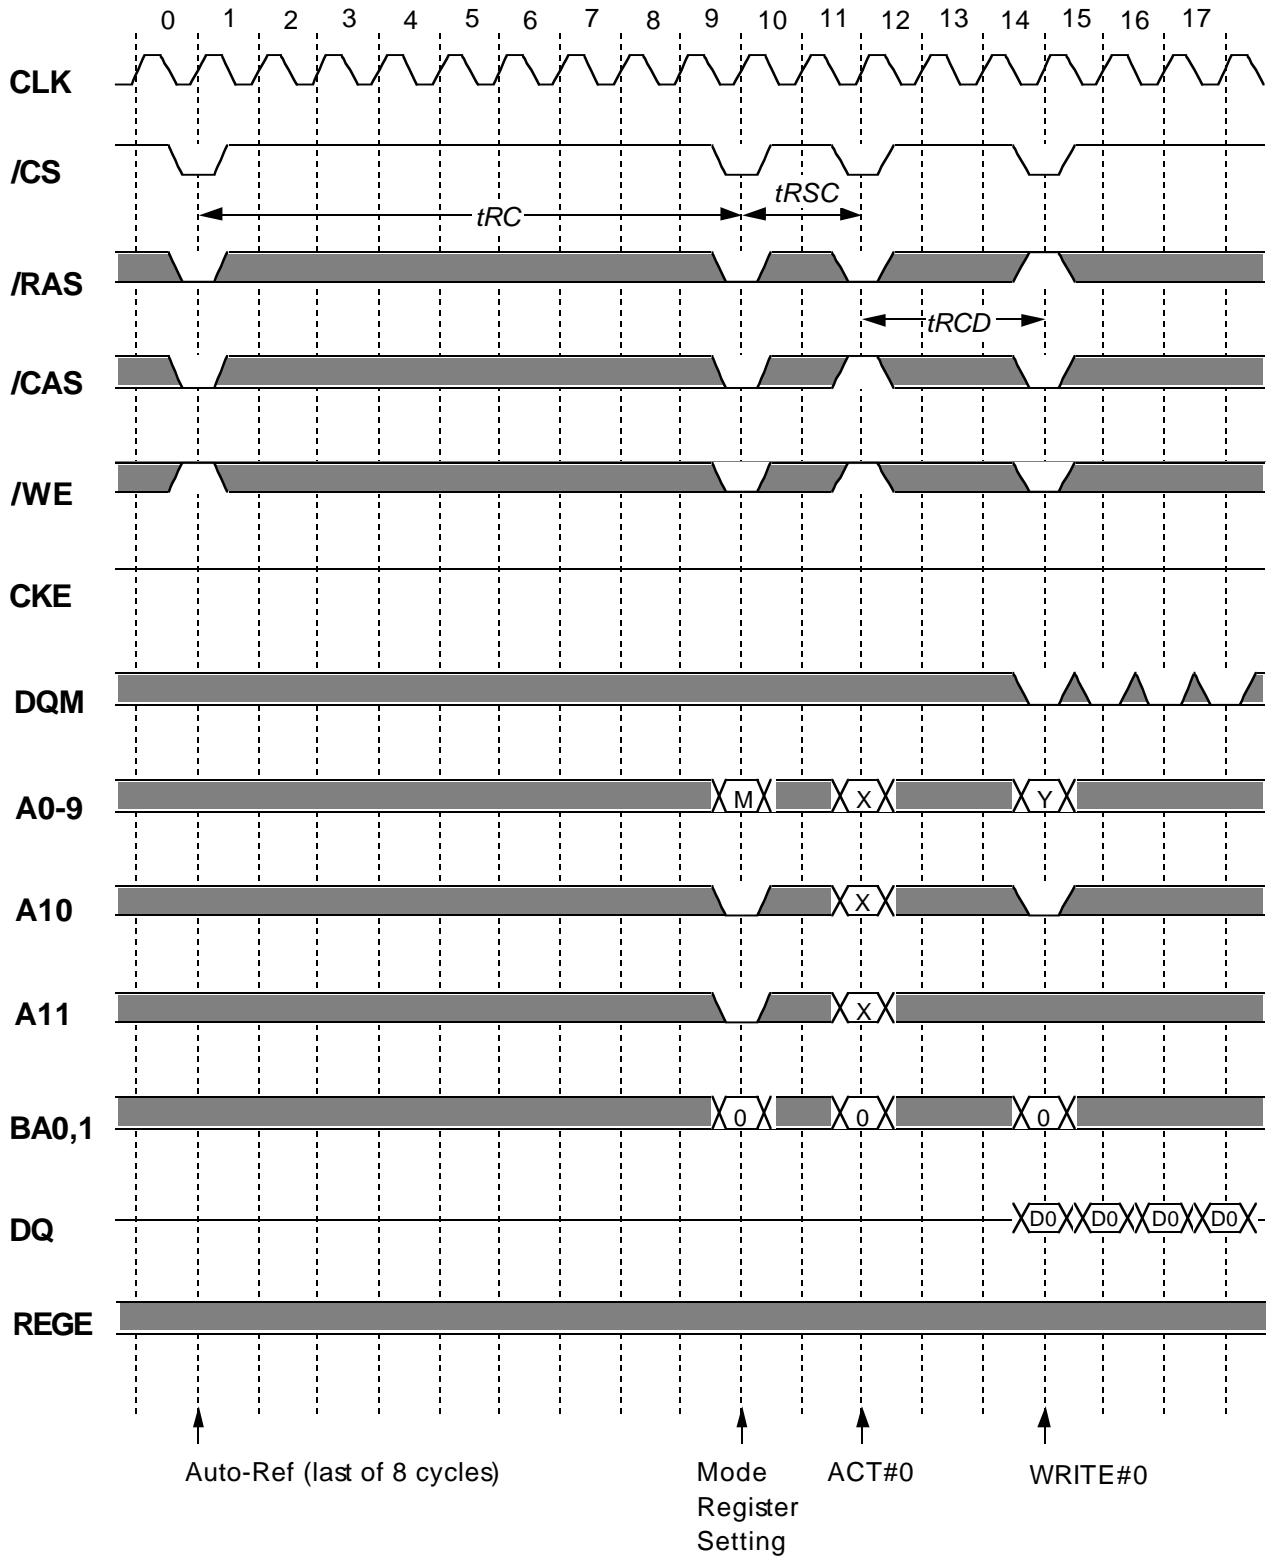 0 1 2 3 4 5 6 7 8 9 10 11 12 13 14 15 16 17
CLK
/CS
tRSC
tRC
/RAS
tRCD
/CAS
/WE
CKE
DQM
A0-9 M X Y
A10 X
A11 X
BA0,1 0 0 0
DQ D0 D0 D0 D0
REGE
Auto-Ref (last of 8 cycles) Mode ACT#0 WRITE#0
Register
Setting